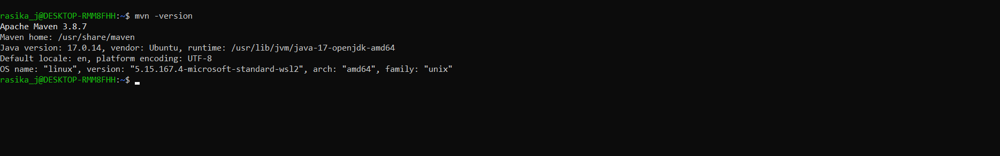 rasika_j@DESKTOP-RMM8FHH:~$ mvn -version
Apache Maven 3.8.7
Maven home: /usr/share/maven
Java version: 17.0.14, vendor: Ubuntu, runtime: /usr/lib/jvm/java-17-openjdk-amd64
Default locale: en, platform encoding: UTF-8
OS name: "linux", version: "5.15.167.4-microsoft-standard-wsl2", arch: "amd64", family: "unix"
rasika_j@DESKTOP-RMM8FHH:~$